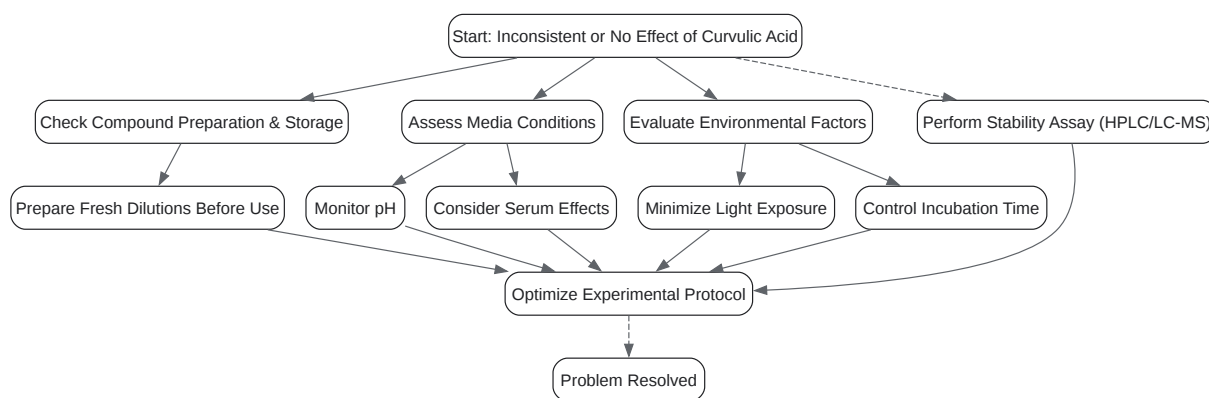 Start: Inconsistent or No Effect of Curvulic Acid
Check Compound Preparation & Storage
Assess Media Conditions
Evaluate Environmental Factors
Perform Stability Assay (HPLC/LC-MS)
Prepare Fresh Dilutions Before Use
Monitor pH
Consider Serum Effects
Minimize Light Exposure
Control Incubation Time
Optimize Experimental Protocol
Problem Resolved